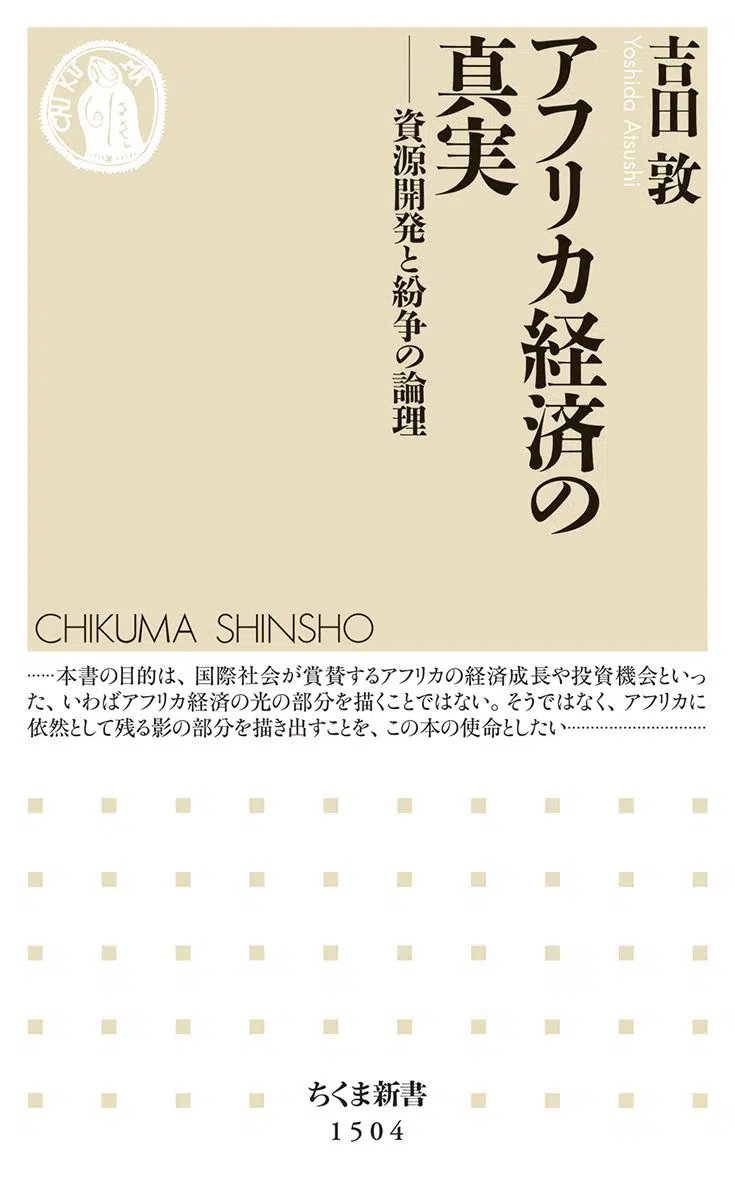 吉田 敦
Yoshida Atsushi
アフリカ経済の
真実
――資源開発と紛争の論理
CHIKUMA
CHIKUMA SHINSHO
……本書の目的は、国際社会が賞賛するアフリカの経済成長や投資機会といっ
た、いわばアフリカ経済の光の部分を描くことではない。そうではなく、アフリカに
依然として残る影の部分を描き出すことを、この本の使命としたい…………………………
ちくま新書
1504